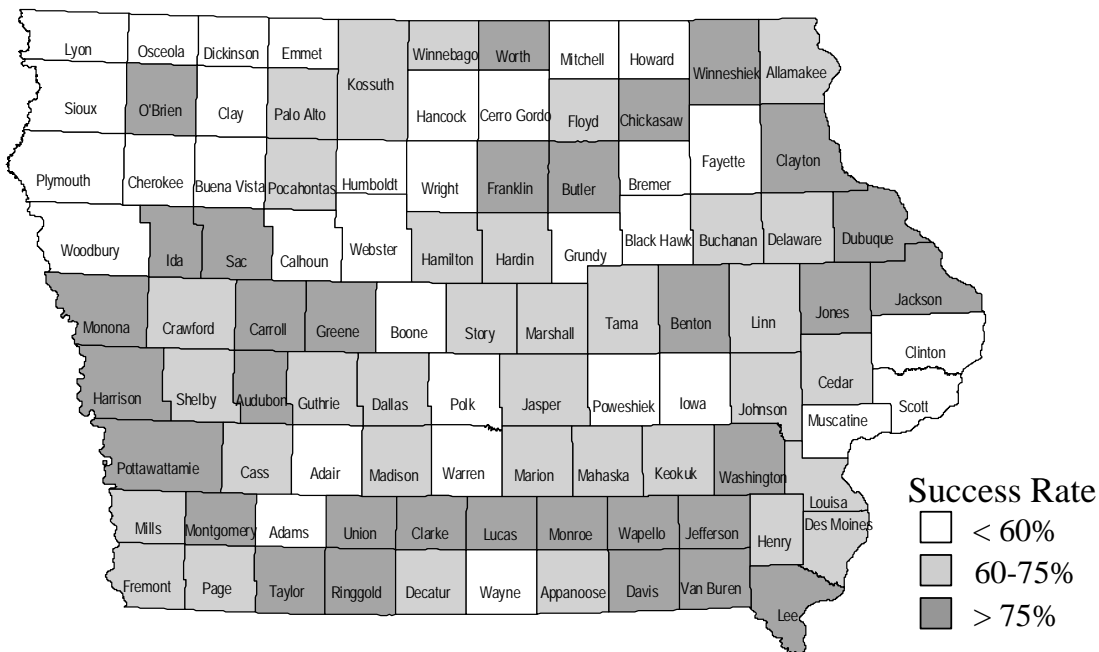 Lyon Osceola Dickinson Emmet Winnebago Worth Mitchell Howard
Kossuth Winneshiek Allamakee
Sioux O'Brien Clay Palo Alto Hancock Cerro Gordo Floyd Chickasaw
Plymouth Cherokee Buena Vista Pocahontas Humboldt Wright Franklin Butler Bremer Fayette Clayton
Woodbury Ida Sac Calhoun Webster Hamilton Hardin Grundy Black Hawk Buchanan Delaware Dubuque
Monona Crawford Carroll Greene Boone Story Marshall Tama Benton Linn Jones Jackson
Clinton
Harrison Shelby Audubon Guthrie Dallas Polk Jasper Poweshiek Iowa Johnson Cedar Scott
Muscatine
Pottawattamie Cass Adair Madison Warren Marion Mahaska Keokuk Washington
Louisa
Mills Montgomery Adams Union Clarke Lucas Monroe Wapello Jefferson Henry Des Moines
Fremont Page Taylor Ringgold Decatur Wayne Appanoose Davis Van Buren
Lee
Success Rate
< 60%
60-75%
> 75%